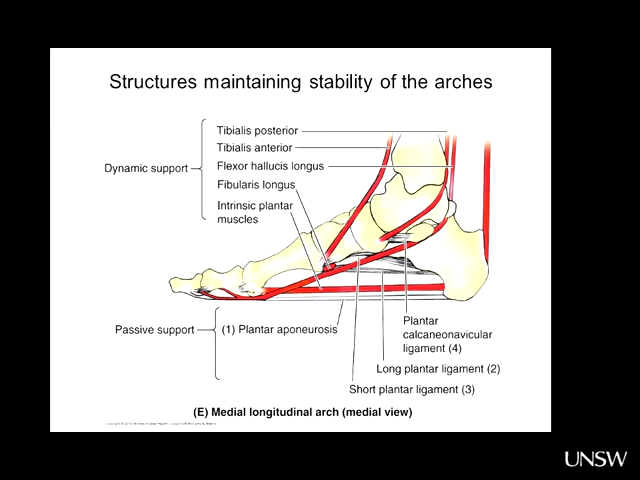 Structures maintaining stability of the arches
Tibialis posterior
Tibialis anterior
Dynamic support
Flexor hallucis longus
Fibularis longus
Intrinsic plantar
muscles
Passive support
(1) Plantar aponeurosis
Plantar
calcaneonavicular
ligament (4)
Long plantar ligament (2)
Short plantar ligament (3)
(E) Medial longitudinal arch (medial view)
UNSW